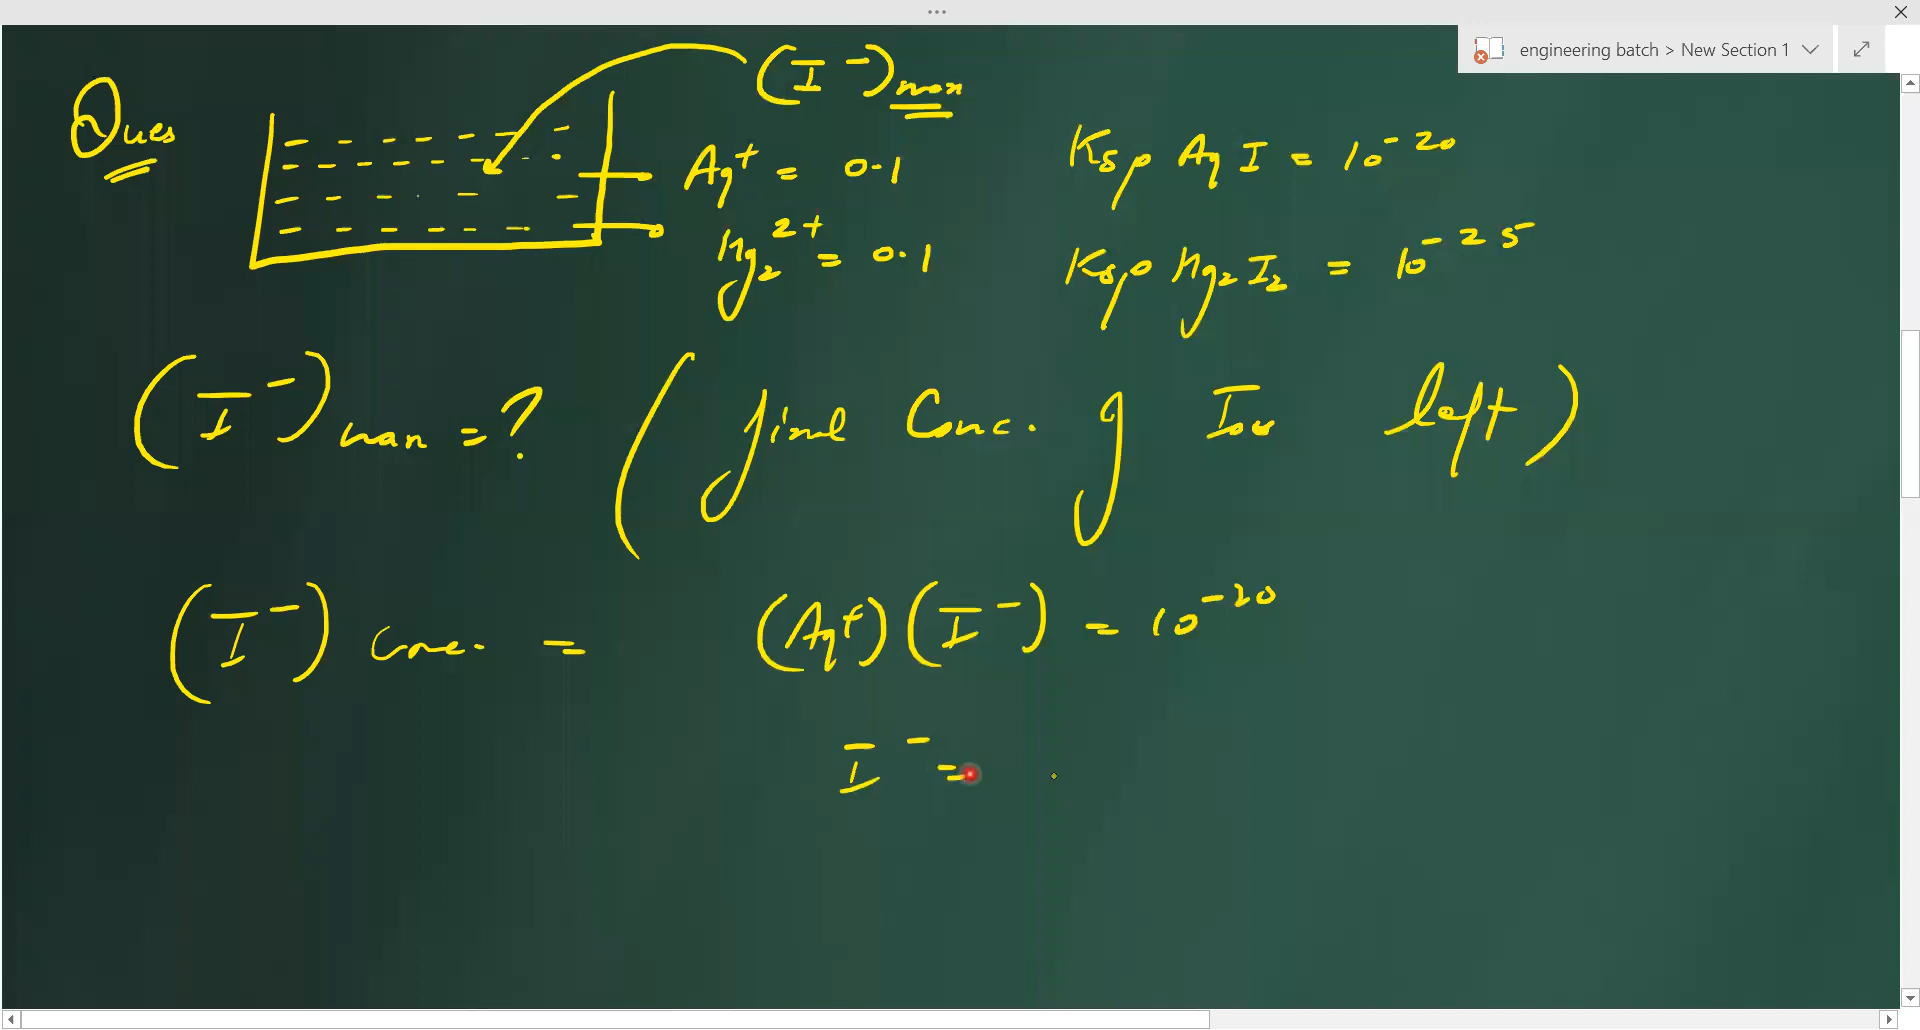 engineering batch > New Section 1
Ques
(I⁻)max
Ag⁺ = 0.1
Ksp AgI = 10⁻²⁰
Hg₂²⁺ = 0.1
Ksp Hg₂I₂ = 10⁻²⁵
(I⁻)max = ? (final Conc. of Ion left)
(I⁻) Conc. = (Ag⁺)(I⁻) = 10⁻²⁰
I⁻ =